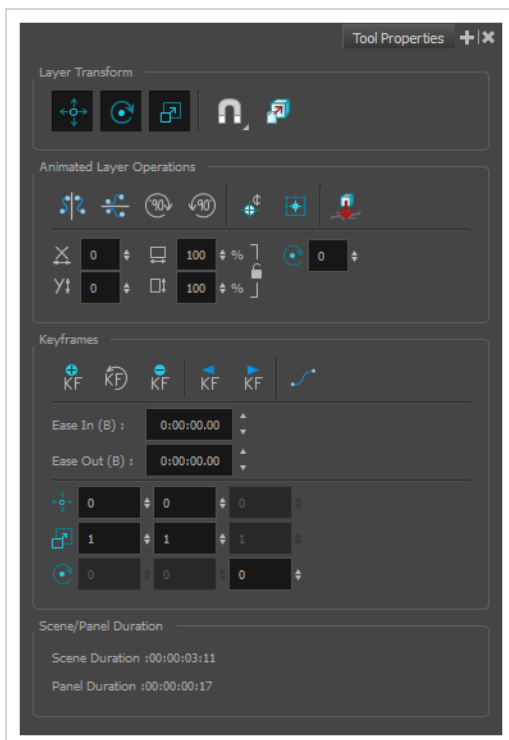 Tool Properties
Layer Transform
Animated Layer Operations
90 90 ¢
X 0 100 % 0
Y 0 100 %
Keyframes
KF KF KF KF KF
Ease In (B) : 0:00:00.00
Ease Out (B) : 0:00:00.00
0 0 0
1 1 1
0 0 0
Scene/Panel Duration
Scene Duration :00:00:03:11
Panel Duration :00:00:00:17